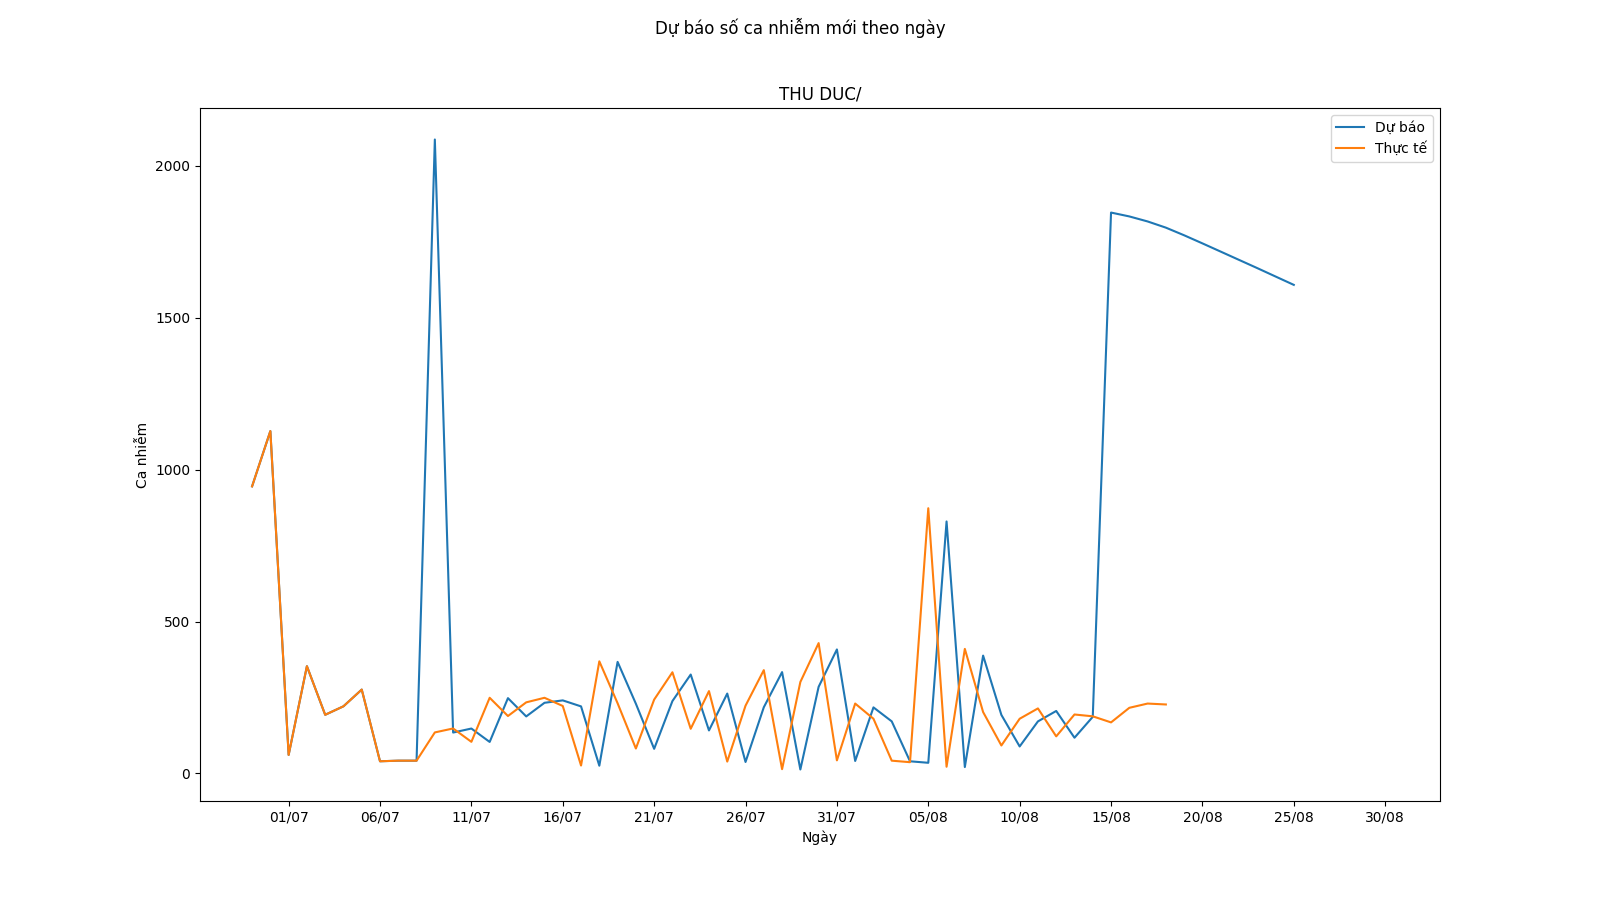 Dự báo số ca nhiễm mới theo ngày
THU DUC/
Dự báo
Thực tế
2000
1500
1000
500
0
Ca nhiễm
01/07 06/07 11/07 16/07 21/07 26/07 31/07 05/08 10/08 15/08 20/08 25/08 30/08
Ngày